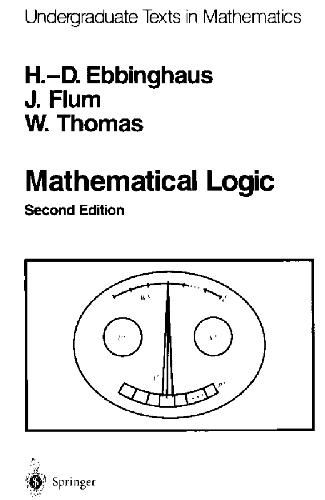 Undergraduate Texts in Mathematics
H.-D. Ebbinghaus
J. Flum
W. Thomas
Mathematical Logic
Second Edition
Springer